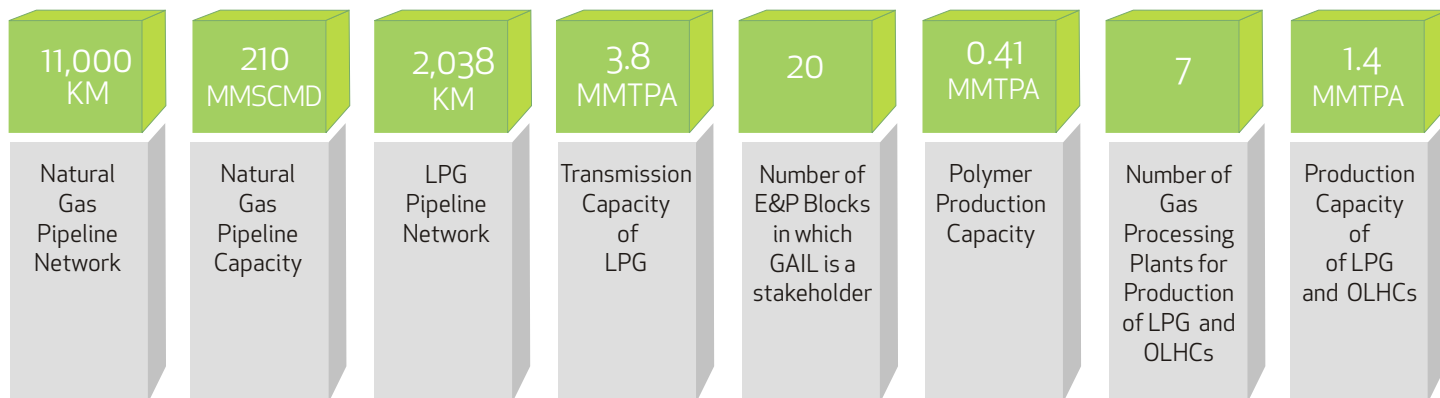 11,000
KM
Natural
Gas
Pipeline
Network
210
MMSCMD
Natural
Gas
Pipeline
Capacity
2,038
KM
LPG
Pipeline
Network
3.8
MMTPA
Transmission
Capacity
of
LPG
20
Number of
E&P Blocks
in which
GAIL is a
stakeholder
0.41
MMTPA
Polymer
Production
Capacity
7
Number of
Gas
Processing
Plants for
Production
of LPG and
OLHCs
1.4
MMTPA
Production
Capacity
of
of LPG
and OLHCs